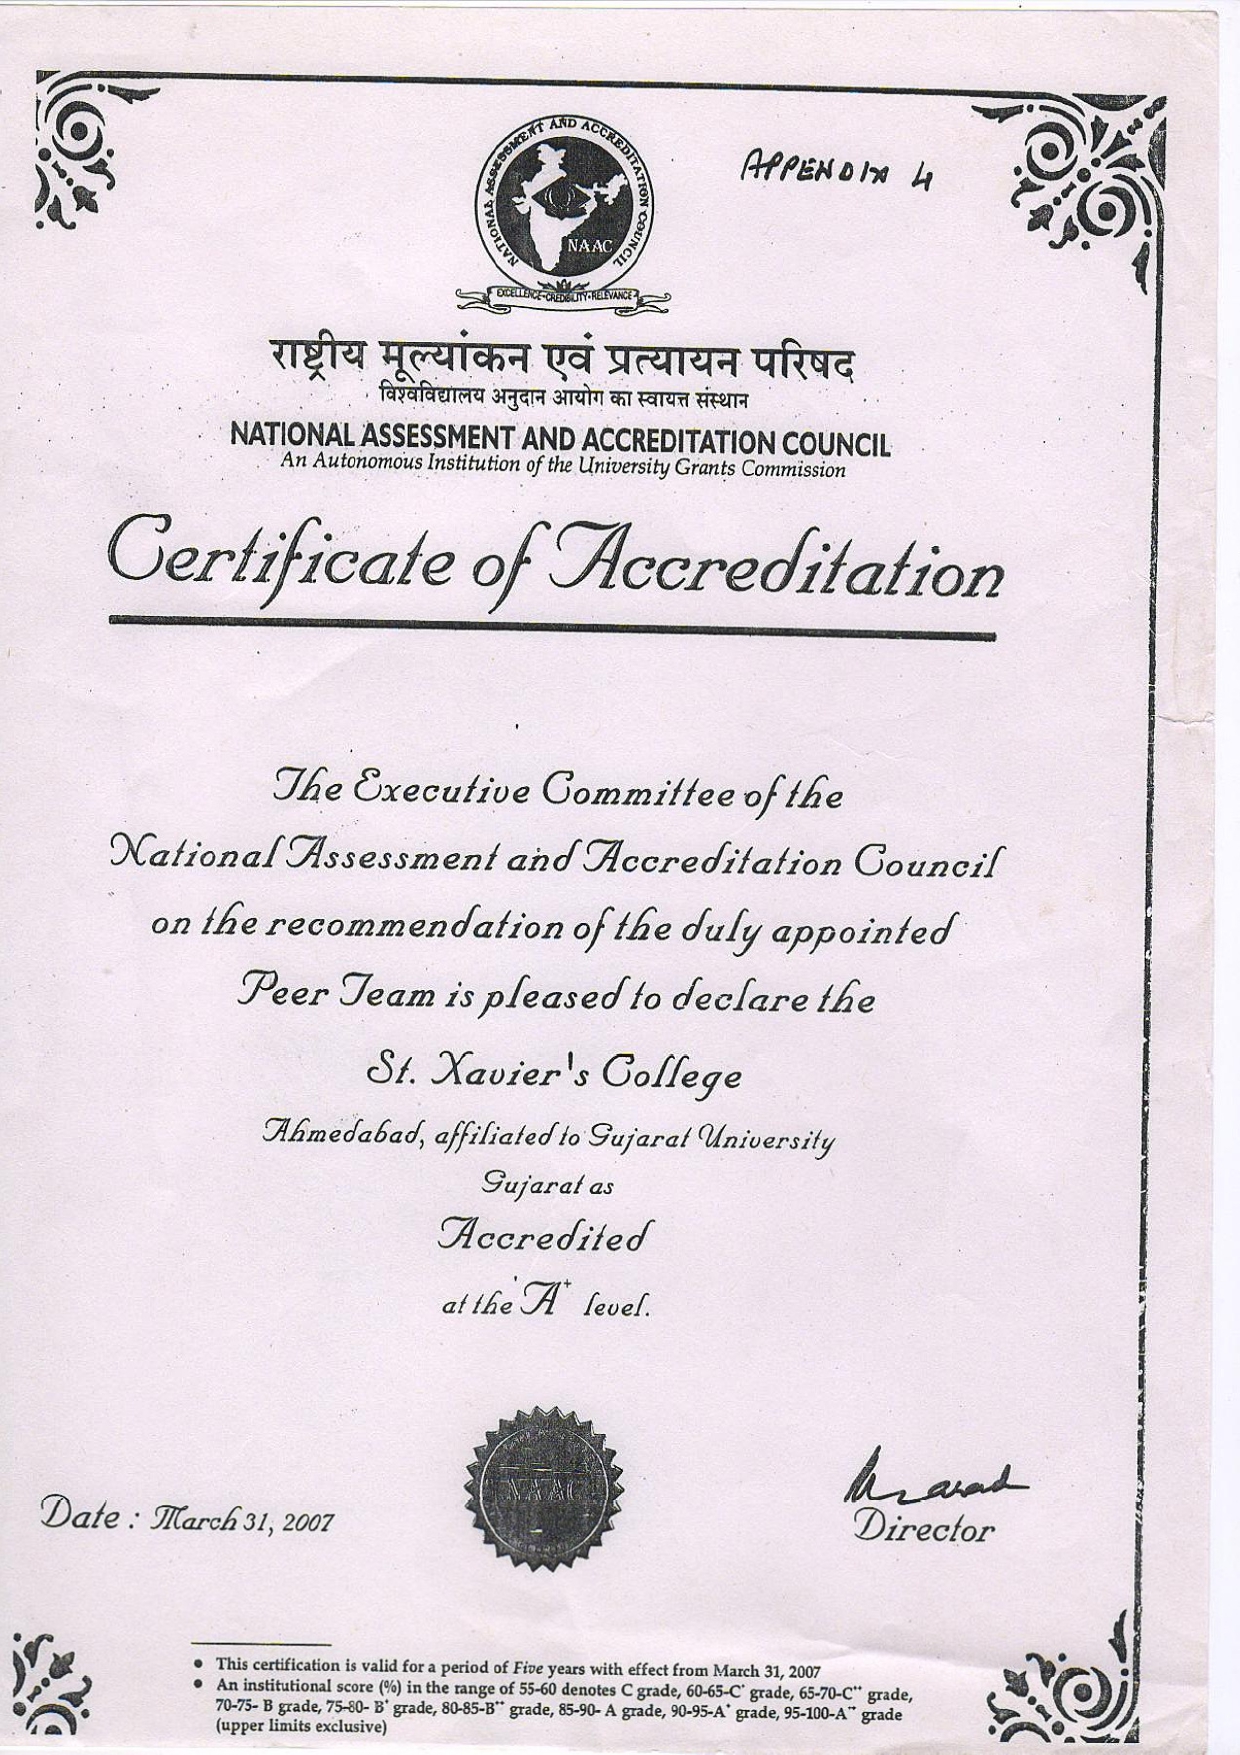 NATIONAL ASSESSMENT AND ACCREDITATION COUNCIL
NAAC
EXCELLENCE • CREDIBILITY • RELEVANCE
APPENDIX 4
राष्ट्रीय मूल्यांकन एवं प्रत्यायन परिषद
विश्वविद्यालय अनुदान आयोग का स्वायत्त संस्थान
NATIONAL ASSESSMENT AND ACCREDITATION COUNCIL
An Autonomous Institution of the University Grants Commission
Certificate of Accreditation
The Executive Committee of the
National Assessment and Accreditation Council
on the recommendation of the duly appointed
Peer Team is pleased to declare the
St. Xavier's College
Ahmedabad, affiliated to Gujarat University
Gujarat as
Accredited
at the 'A⁺ level.
NAAC
Date : March 31, 2007
Director
• This certification is valid for a period of Five years with effect from March 31, 2007
• An institutional score (%) in the range of 55-60 denotes C grade, 60-65-C⁺ grade, 65-70-C⁺⁺ grade,
70-75- B grade, 75-80- B⁺ grade, 80-85-B⁺⁺ grade, 85-90- A grade, 90-95-A⁺ grade, 95-100-A⁺⁺ grade
(upper limits exclusive)